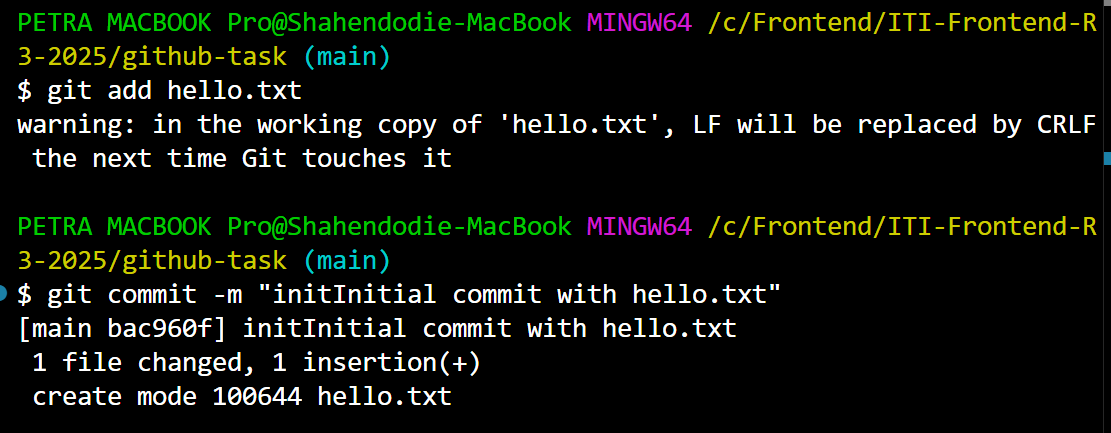 PETRA MACBOOK Pro@Shahendodie-MacBook MINGW64 /c/Frontend/ITI-Frontend-R
3-2025/github-task (main)
$ git add hello.txt
warning: in the working copy of 'hello.txt', LF will be replaced by CRLF
 the next time Git touches it
PETRA MACBOOK Pro@Shahendodie-MacBook MINGW64 /c/Frontend/ITI-Frontend-R
3-2025/github-task (main)
$ git commit -m "initInitial commit with hello.txt"
[main bac960f] initInitial commit with hello.txt
 1 file changed, 1 insertion(+)
 create mode 100644 hello.txt